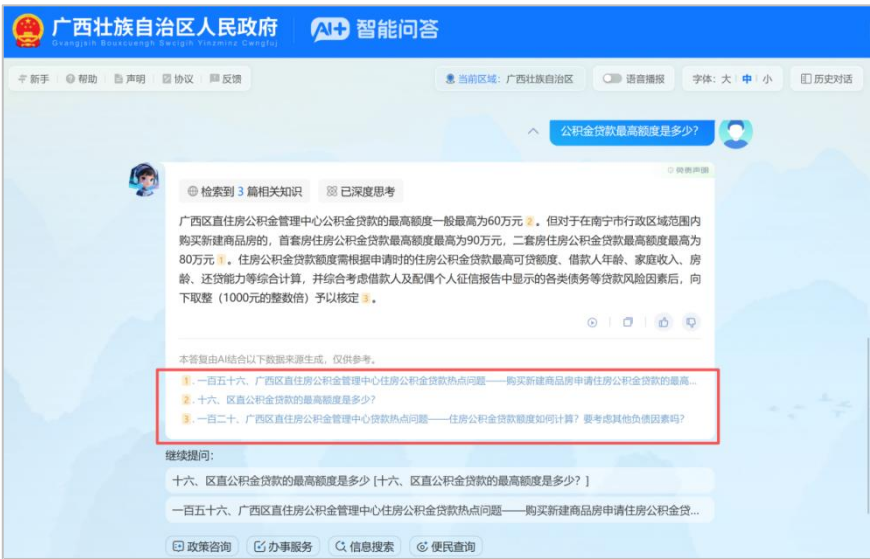 广西壮族自治区人民政府
Gvangjsih Bouxcuengh Swcigih Yinzminz Cwngfuj
AI+ 智能问答
新手 帮助 声明 协议 反馈
当前区域：广西壮族自治区 语音播报 字体：大 中 小 历史对话
公积金贷款最高额度是多少?
检索到 3 篇相关知识 已深度思考
广西区直住房公积金管理中心公积金贷款的最高额度一般最高为60万元 2 。但对于在南宁市行政区域范围内
购买新建商品房的，首套房住房公积金贷款最高额度最高为90万元，二套房住房公积金贷款最高额度最高为
80万元 1 。住房公积金贷款额度需根据申请时的住房公积金贷款最高可贷额度、借款人年龄、家庭收入、房
龄、还贷能力等综合计算，并综合考虑借款人及配偶个人征信报告中显示的各类债务等贷款风险因素后，向
下取整（1000元的整数倍）予以核定 3 。
本答复由AI结合以下数据来源生成，仅供参考。
1 . 一百五十六、广西区直住房公积金管理中心住房公积金贷款热点问题——购买新建商品房申请住房公积金贷款的最高...
2 . 十六、区直公积金贷款的最高额度是多少?
3 . 一百二十、广西区直住房公积金管理中心贷款热点问题——住房公积金贷款额度如何计算？要考虑其他负债因素吗?
继续提问：
十六、区直公积金贷款的最高额度是多少 [十六、区直公积金贷款的最高额度是多少？]
一百五十六、广西区直住房公积金管理中心住房公积金贷款热点问题——购买新建商品房申请住房公积金贷...
政策咨询 办事服务 信息搜索 便民查询